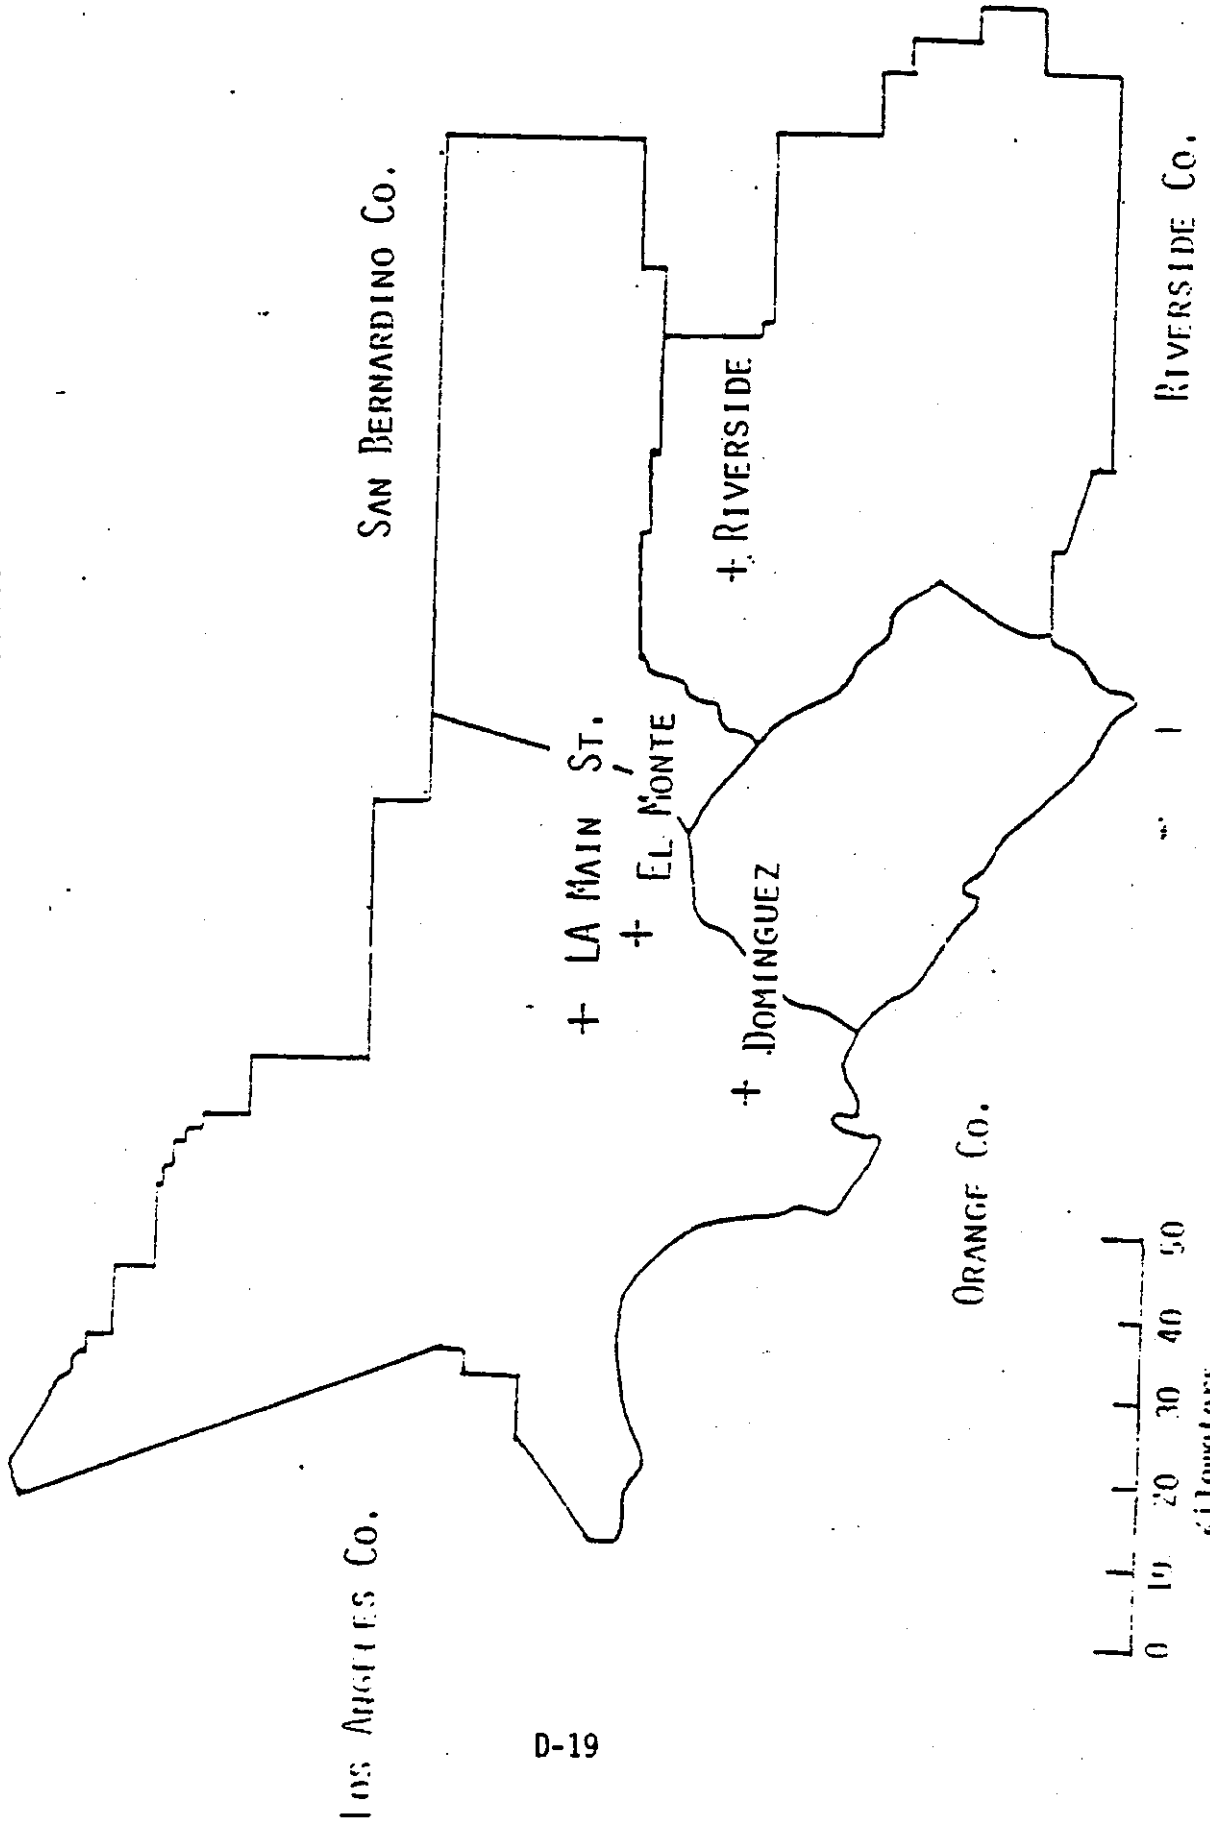 SAN BERNARDINO CO.
LOS ANGELES CO.
+ LA MAIN ST.
+ EL MONTE
+ RIVERSIDE
+ DOMINGUEZ
ORANGE CO.
RIVERSIDE CO.
0 10 20 30 40 50
D-19